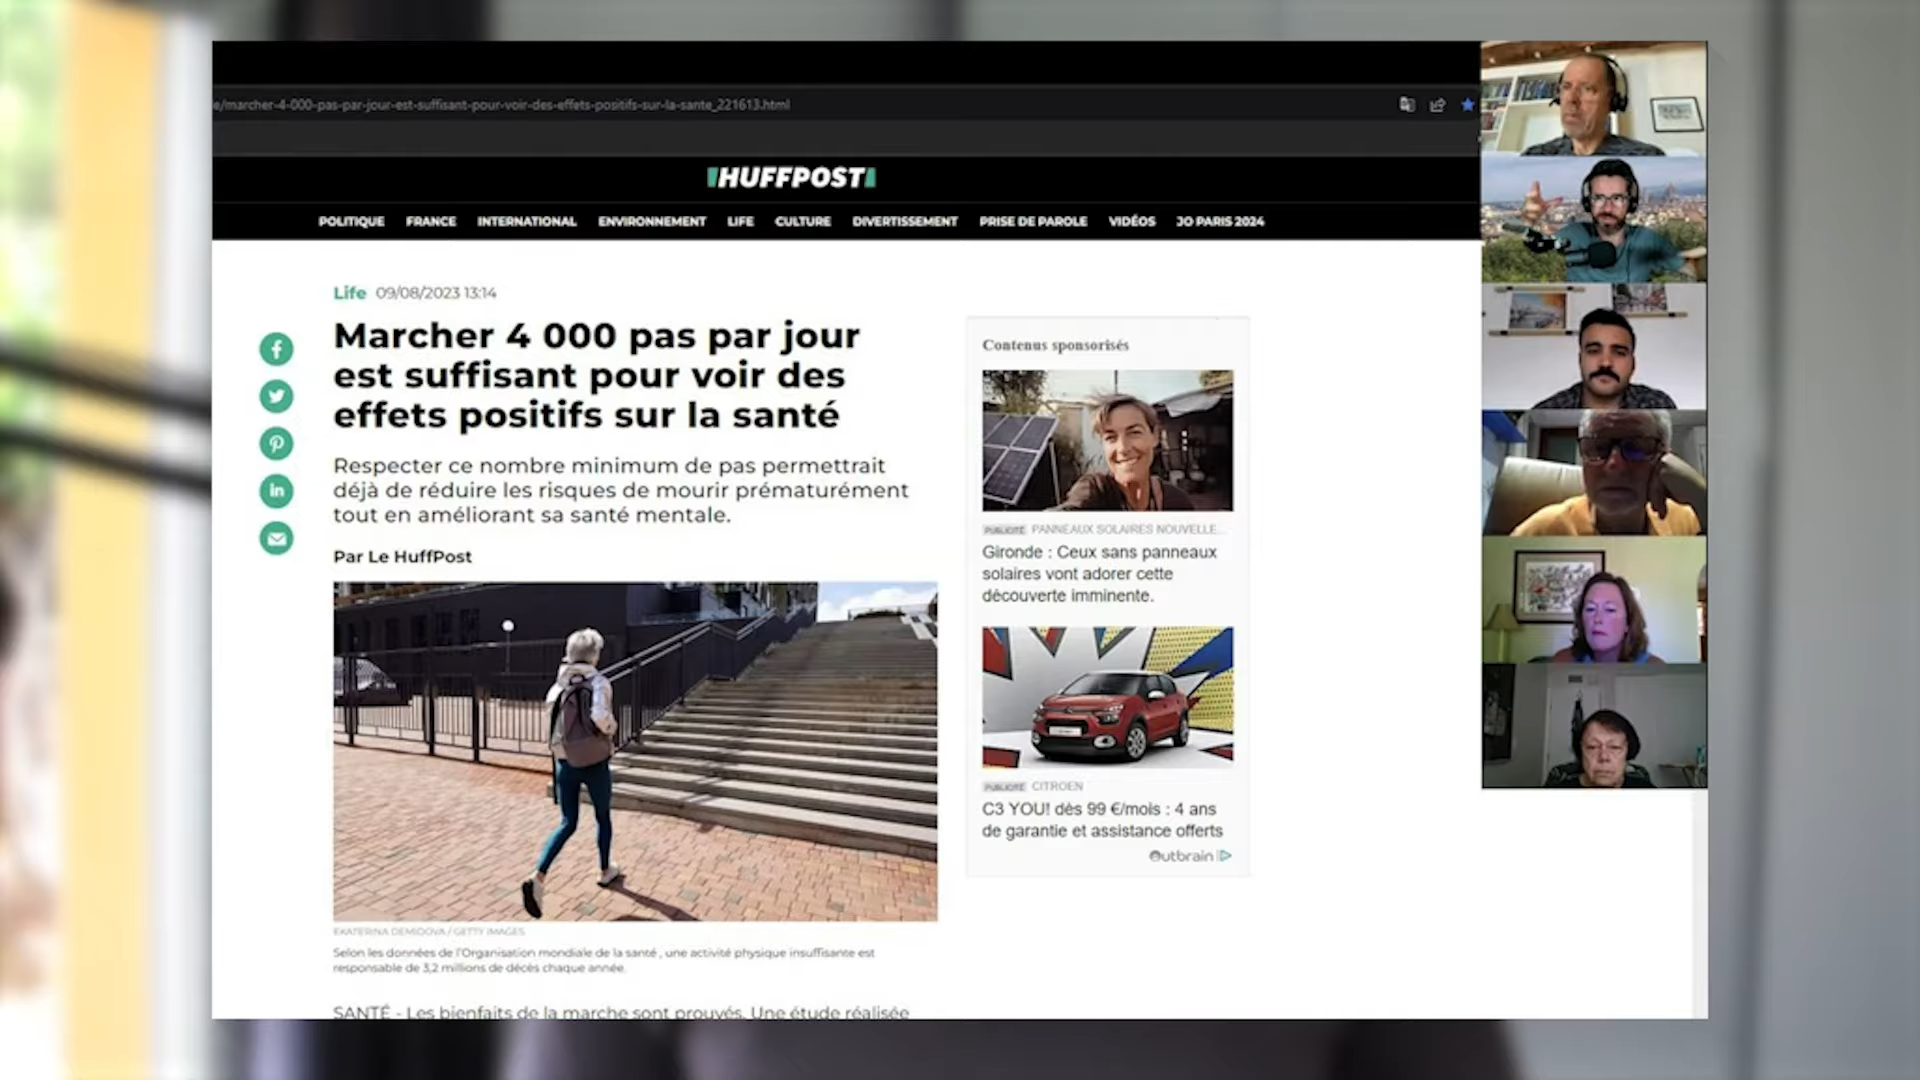 e/marcher-4-000-pas-par-jour-est-suffisant-pour-voir-des-effets-positifs-sur-la-sante_221613.html
HUFFPOST
POLITIQUE FRANCE INTERNATIONAL ENVIRONNEMENT LIFE CULTURE DIVERTISSEMENT PRISE DE PAROLE VIDÉOS JO PARIS 2024
Life 09/08/2023 13:14
Marcher 4 000 pas par jour
est suffisant pour voir des
effets positifs sur la santé
Respecter ce nombre minimum de pas permettrait
déjà de réduire les risques de mourir prématurément
tout en améliorant sa santé mentale.
Par Le HuffPost
EKATERINA DEMIDOVA / GETTY IMAGES
Selon les données de l'Organisation mondiale de la santé , une activité physique insuffisante est
responsable de 3,2 millions de décès chaque année.
SANTÉ - Les bienfaits de la marche sont prouvés. Une étude réalisée
Contenus sponsorisés
PUBLICITÉ PANNEAUX SOLAIRES NOUVELLE...
Gironde : Ceux sans panneaux
solaires vont adorer cette
découverte imminente.
PUBLICITÉ CITROEN
C3 YOU! dès 99 €/mois : 4 ans
de garantie et assistance offerts
Outbrain